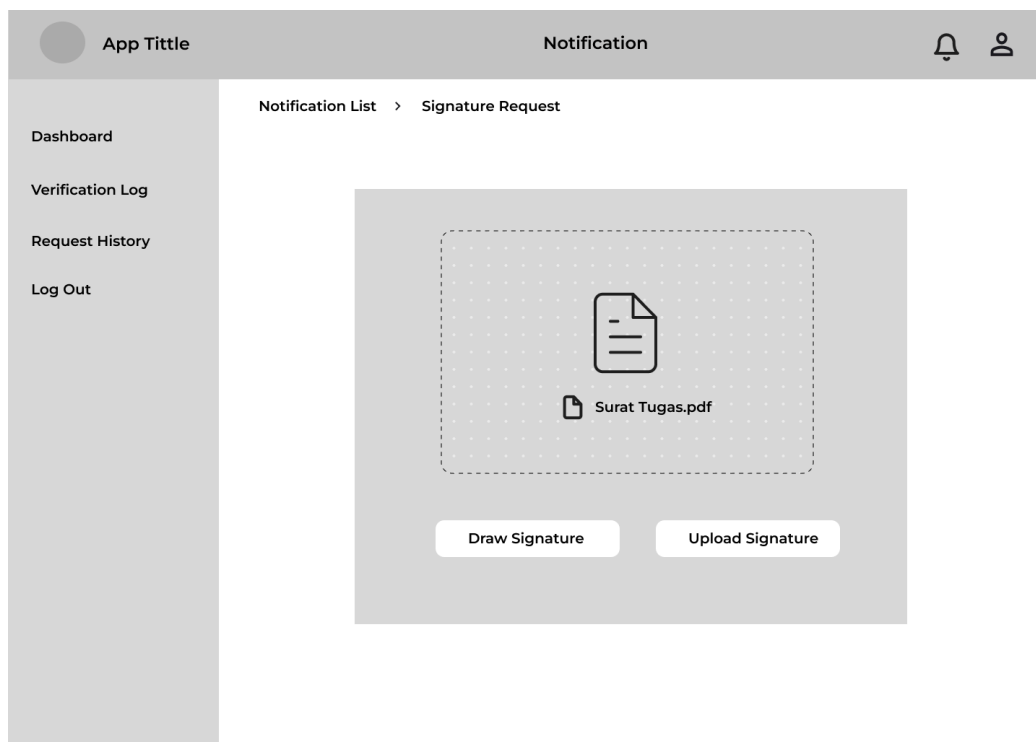 App Tittle
Notification
Notification List > Signature Request
Dashboard
Verification Log
Request History
Log Out
Surat Tugas.pdf
Draw Signature
Upload Signature